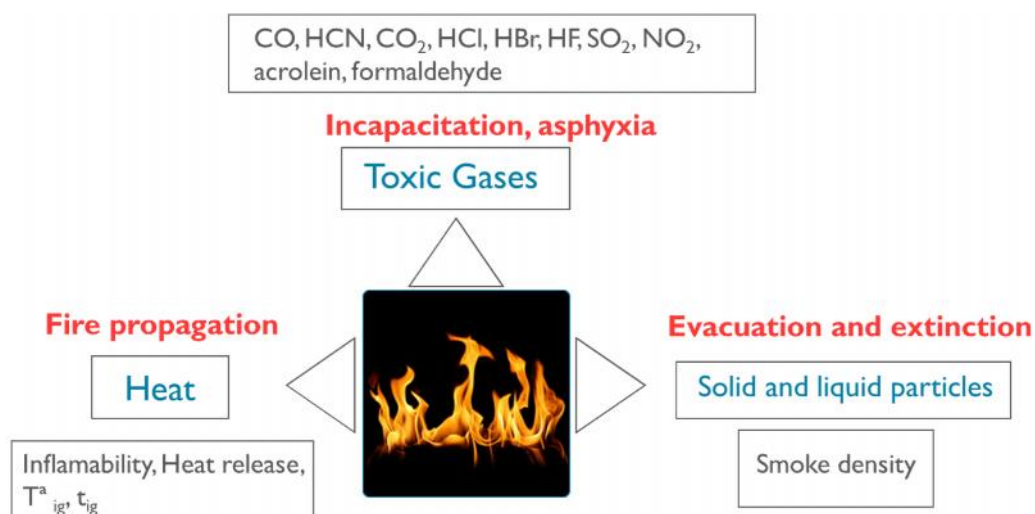 CO, HCN, CO₂, HCl, HBr, HF, SO₂, NO₂,
acrolein, formaldehyde
Incapacitation, asphyxia
Toxic Gases
Fire propagation
Heat
Inflamability, Heat release,
Tª ig, tig
Evacuation and extinction
Solid and liquid particles
Smoke density